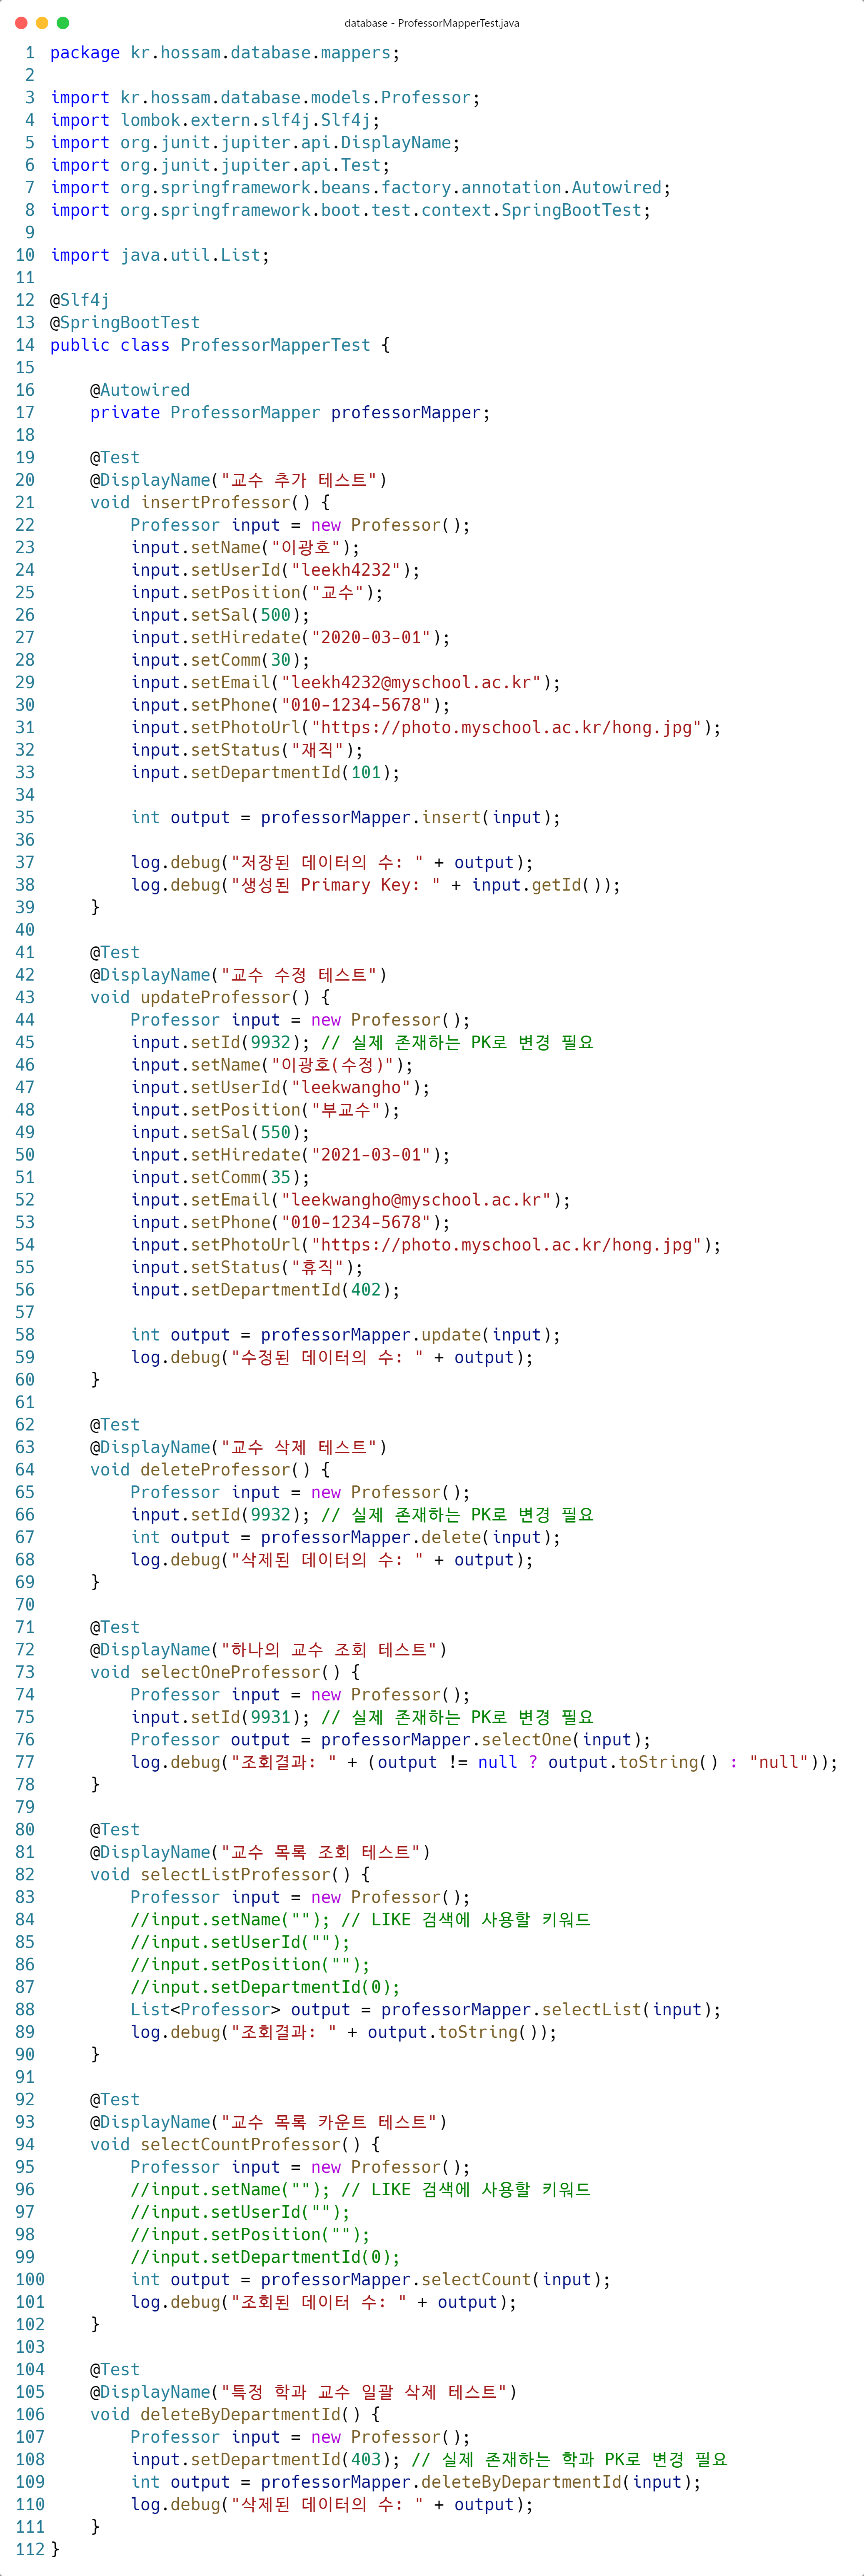 database - ProfessorMapperTest.java
1 package kr.hossam.database.mappers;
2
3 import kr.hossam.database.models.Professor;
4 import lombok.extern.slf4j.Slf4j;
5 import org.junit.jupiter.api.DisplayName;
6 import org.junit.jupiter.api.Test;
7 import org.springframework.beans.factory.annotation.Autowired;
8 import org.springframework.boot.test.context.SpringBootTest;
9
10 import java.util.List;
11
12 @Slf4j
13 @SpringBootTest
14 public class ProfessorMapperTest {
15
16     @Autowired
17     private ProfessorMapper professorMapper;
18
19     @Test
20     @DisplayName("교수 추가 테스트")
21     void insertProfessor() {
22         Professor input = new Professor();
23         input.setName("이광호");
24         input.setUserId("leekh4232");
25         input.setPosition("교수");
26         input.setSal(500);
27         input.setHiredate("2020-03-01");
28         input.setComm(30);
29         input.setEmail("leekh4232@myschool.ac.kr");
30         input.setPhone("010-1234-5678");
31         input.setPhotoUrl("https://photo.myschool.ac.kr/hong.jpg");
32         input.setStatus("재직");
33         input.setDepartmentId(101);
34
35         int output = professorMapper.insert(input);
36
37         log.debug("저장된 데이터의 수: " + output);
38         log.debug("생성된 Primary Key: " + input.getId());
39     }
40
41     @Test
42     @DisplayName("교수 수정 테스트")
43     void updateProfessor() {
44         Professor input = new Professor();
45         input.setId(9932); // 실제 존재하는 PK로 변경 필요
46         input.setName("이광호(수정)");
47         input.setUserId("leekwangho");
48         input.setPosition("부교수");
49         input.setSal(550);
50         input.setHiredate("2021-03-01");
51         input.setComm(35);
52         input.setEmail("leekwangho@myschool.ac.kr");
53         input.setPhone("010-1234-5678");
54         input.setPhotoUrl("https://photo.myschool.ac.kr/hong.jpg");
55         input.setStatus("휴직");
56         input.setDepartmentId(402);
57
58         int output = professorMapper.update(input);
59         log.debug("수정된 데이터의 수: " + output);
60     }
61
62     @Test
63     @DisplayName("교수 삭제 테스트")
64     void deleteProfessor() {
65         Professor input = new Professor();
66         input.setId(9932); // 실제 존재하는 PK로 변경 필요
67         int output = professorMapper.delete(input);
68         log.debug("삭제된 데이터의 수: " + output);
69     }
70
71     @Test
72     @DisplayName("하나의 교수 조회 테스트")
73     void selectOneProfessor() {
74         Professor input = new Professor();
75         input.setId(9931); // 실제 존재하는 PK로 변경 필요
76         Professor output = professorMapper.selectOne(input);
77         log.debug("조회결과: " + (output != null ? output.toString() : "null"));
78     }
79
80     @Test
81     @DisplayName("교수 목록 조회 테스트")
82     void selectListProfessor() {
83         Professor input = new Professor();
84         //input.setName(""); // LIKE 검색에 사용할 키워드
85         //input.setUserId("");
86         //input.setPosition("");
87         //input.setDepartmentId(0);
88         List<Professor> output = professorMapper.selectList(input);
89         log.debug("조회결과: " + output.toString());
90     }
91
92     @Test
93     @DisplayName("교수 목록 카운트 테스트")
94     void selectCountProfessor() {
95         Professor input = new Professor();
96         //input.setName(""); // LIKE 검색에 사용할 키워드
97         //input.setUserId("");
98         //input.setPosition("");
99         //input.setDepartmentId(0);
100         int output = professorMapper.selectCount(input);
101         log.debug("조회된 데이터 수: " + output);
102     }
103
104     @Test
105     @DisplayName("특정 학과 교수 일괄 삭제 테스트")
106     void deleteByDepartmentId() {
107         Professor input = new Professor();
108         input.setDepartmentId(403); // 실제 존재하는 학과 PK로 변경 필요
109         int output = professorMapper.deleteByDepartmentId(input);
110         log.debug("삭제된 데이터의 수: " + output);
111     }
112 }